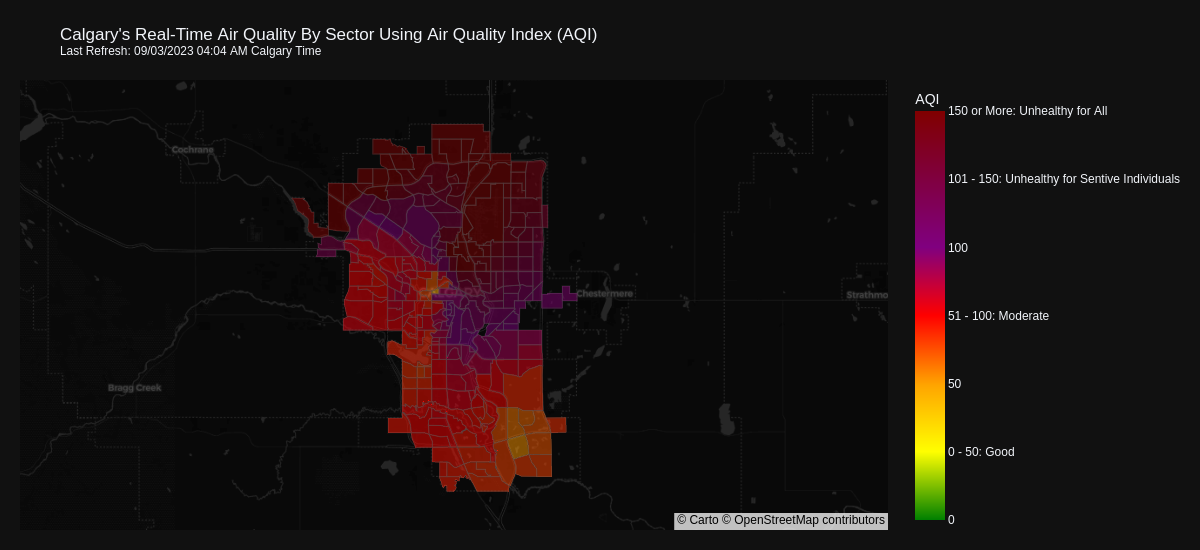 Calgary's Real-Time Air Quality By Sector Using Air Quality Index (AQI)
Last Refresh: 09/03/2023 04:04 AM Calgary Time
AQI
150 or More: Unhealthy for All
Cochrane
101 - 150: Unhealthy for Sentive Individuals
100
Chestermere
Strathmo
51 - 100: Moderate
Bragg Creek
50
0 - 50: Good
0
© Carto © OpenStreetMap contributors